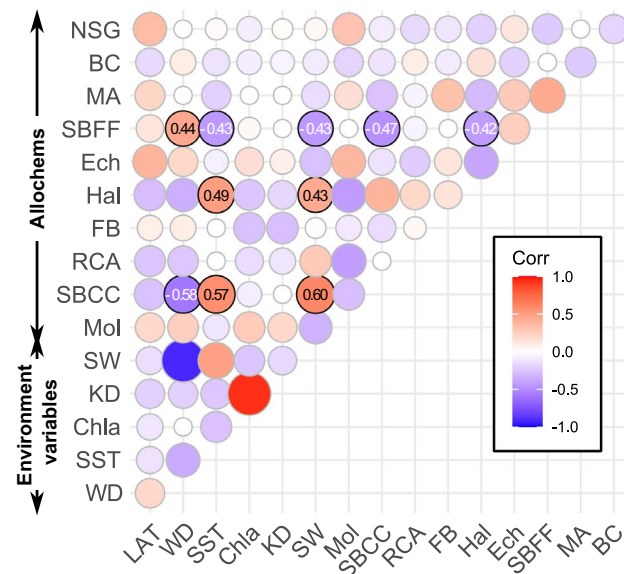 NSG
BC
MA
SBFF 0.44 -0.43 -0.43 -0.47 -0.42
Ech
Hal 0.49 0.43
FB
RCA
SBCC -0.58 0.57 0.60
Mol
SW
KD
Chla
SST
WD
Allochems
Environment
variables
Corr
1.0
0.5
0.0
-0.5
-1.0
LAT WD SST Chla KD SW Mol SBCC RCA FB Hal Ech SBFF MA BC